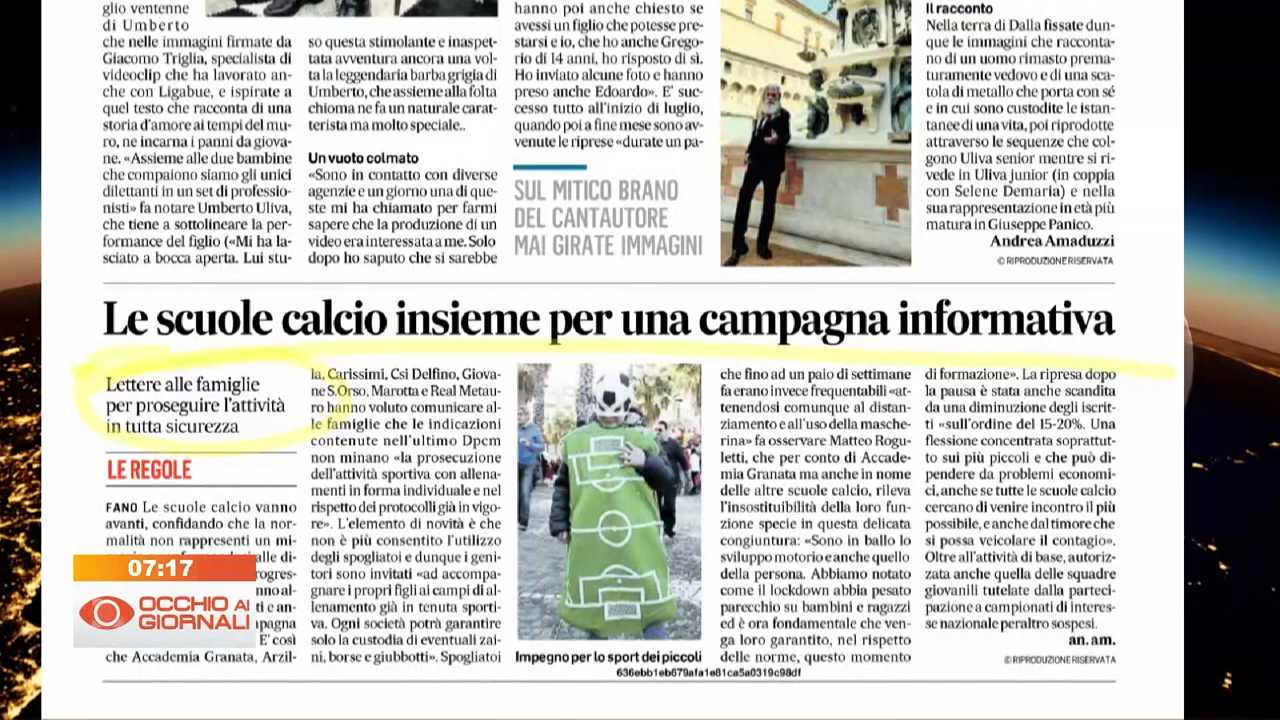 glio ventenne
di Umberto
che nelle immagini firmate da
Giacomo Triglia, specialista di
videoclip che ha lavorato an-
che con Ligabue, e ispirate a
quel testo che racconta di una
storia d'amore ai tempi del mu-
ro, ne incarna i panni da giova-
ne. «Assieme alle due bambine
che compaiono siamo gli unici
dilettanti in un set di professio-
nisti» fa notare Umberto Uliva,
che tiene a sottolineare la per-
formance del figlio («Mi ha la-
sciato a bocca aperta. Lui stu-
so questa stimolante e inaspet-
tata avventura ancora una vol-
ta la leggendaria barba grigia di
Umberto, che assieme alla folta
chioma ne fa un naturale carat-
terista ma molto speciale..
Un vuoto colmato
«Sono in contatto con diverse
agenzie e un giorno una di que-
ste mi ha chiamato per farmi
sapere che la produzione di un
video era interessata a me. Solo
dopo ho saputo che si sarebbe
hanno poi anche chiesto se
avessi un figlio che potesse pre-
starsi e io, che ho anche Grego-
rio di 14 anni, ho risposto di sì.
Ho inviato alcune foto e hanno
preso anche Edoardo». E' suc-
cesso tutto all'inizio di luglio,
quando poi a fine mese sono av-
venute le riprese «durate un pa-
SUL MITICO BRANO
DEL CANTAUTORE
MAI GIRATE IMMAGINI
Il racconto
Nella terra di Dalla fissate dun-
que le immagini che racconta-
no di un uomo rimasto prema-
turamente vedovo e di una sca-
tola di metallo che porta con sé
e in cui sono custodite le istan-
tanee di una vita, poi riprodotte
attraverso le sequenze che col-
gono Uliva senior mentre si ri-
vede in Uliva junior (in coppia
con Selene Demaria) e nella
sua rappresentazione in età più
matura in Giuseppe Panico.
Andrea Amaduzzi
© RIPRODUZIONE RISERVATA
Le scuole calcio insieme per una campagna informativa
Lettere alle famiglie
per proseguire l'attività
in tutta sicurezza
LE REGOLE
FANO Le scuole calcio vanno
avanti, confidando che la nor-
malità non rappresenti un mi-
alle di-
rogres-
nno al-
ti e an-
pagna
E' così
che Accademia Granata, Arzil-
la, Carissimi, Csi Delfino, Giova-
ne S.Orso, Marotta e Real Metau-
ro hanno voluto comunicare al-
le famiglie che le indicazioni
contenute nell'ultimo Dpcm
non minano «la prosecuzione
dell'attività sportiva con allena-
menti in forma individuale e nel
rispetto dei protocolli già in vigo-
re». L'elemento di novità è che
non è più consentito l'utilizzo
degli spogliatoi e dunque i geni-
tori sono invitati «ad accompa-
gnare i propri figli ai campi di al-
lenamento già in tenuta sporti-
va. Ogni società potrà garantire
solo la custodia di eventuali zai-
ni, borse e giubbotti». Spogliatoi
Impegno per lo sport dei piccoli
che fino ad un paio di settimane
fa erano invece frequentabili «at-
tenendosi comunque al distan-
ziamento e all'uso della masche-
rina» fa osservare Matteo Rogu-
letti, che per conto di Accade-
mia Granata ma anche in nome
delle altre scuole calcio, rileva
l'insostituibilità della loro fun-
zione specie in questa delicata
congiuntura: «Sono in ballo lo
sviluppo motorio e anche quello
della persona. Abbiamo notato
come il lockdown abbia pesato
parecchio su bambini e ragazzi
ed è ora fondamentale che ven-
ga loro garantito, nel rispetto
delle norme, questo momento
di formazione». La ripresa dopo
la pausa è stata anche scandita
da una diminuzione degli iscrit-
ti «sull'ordine del 15-20%. Una
flessione concentrata soprattut-
to sui più piccoli e che può di-
pendere da problemi economi-
ci, anche se tutte le scuole calcio
cercano di venire incontro il più
possibile, e anche dal timore che
si possa veicolare il contagio».
Oltre all'attività di base, autoriz-
zata anche quella delle squadre
giovanili tutelate dalla parteci-
pazione a campionati di interes-
se nazionale peraltro sospesi.
an. am.
© RIPRODUZIONE RISERVATA
636ebb1eb679afa1e81ca5a0319c98df
07:17
OCCHIO AI
GIORNALI